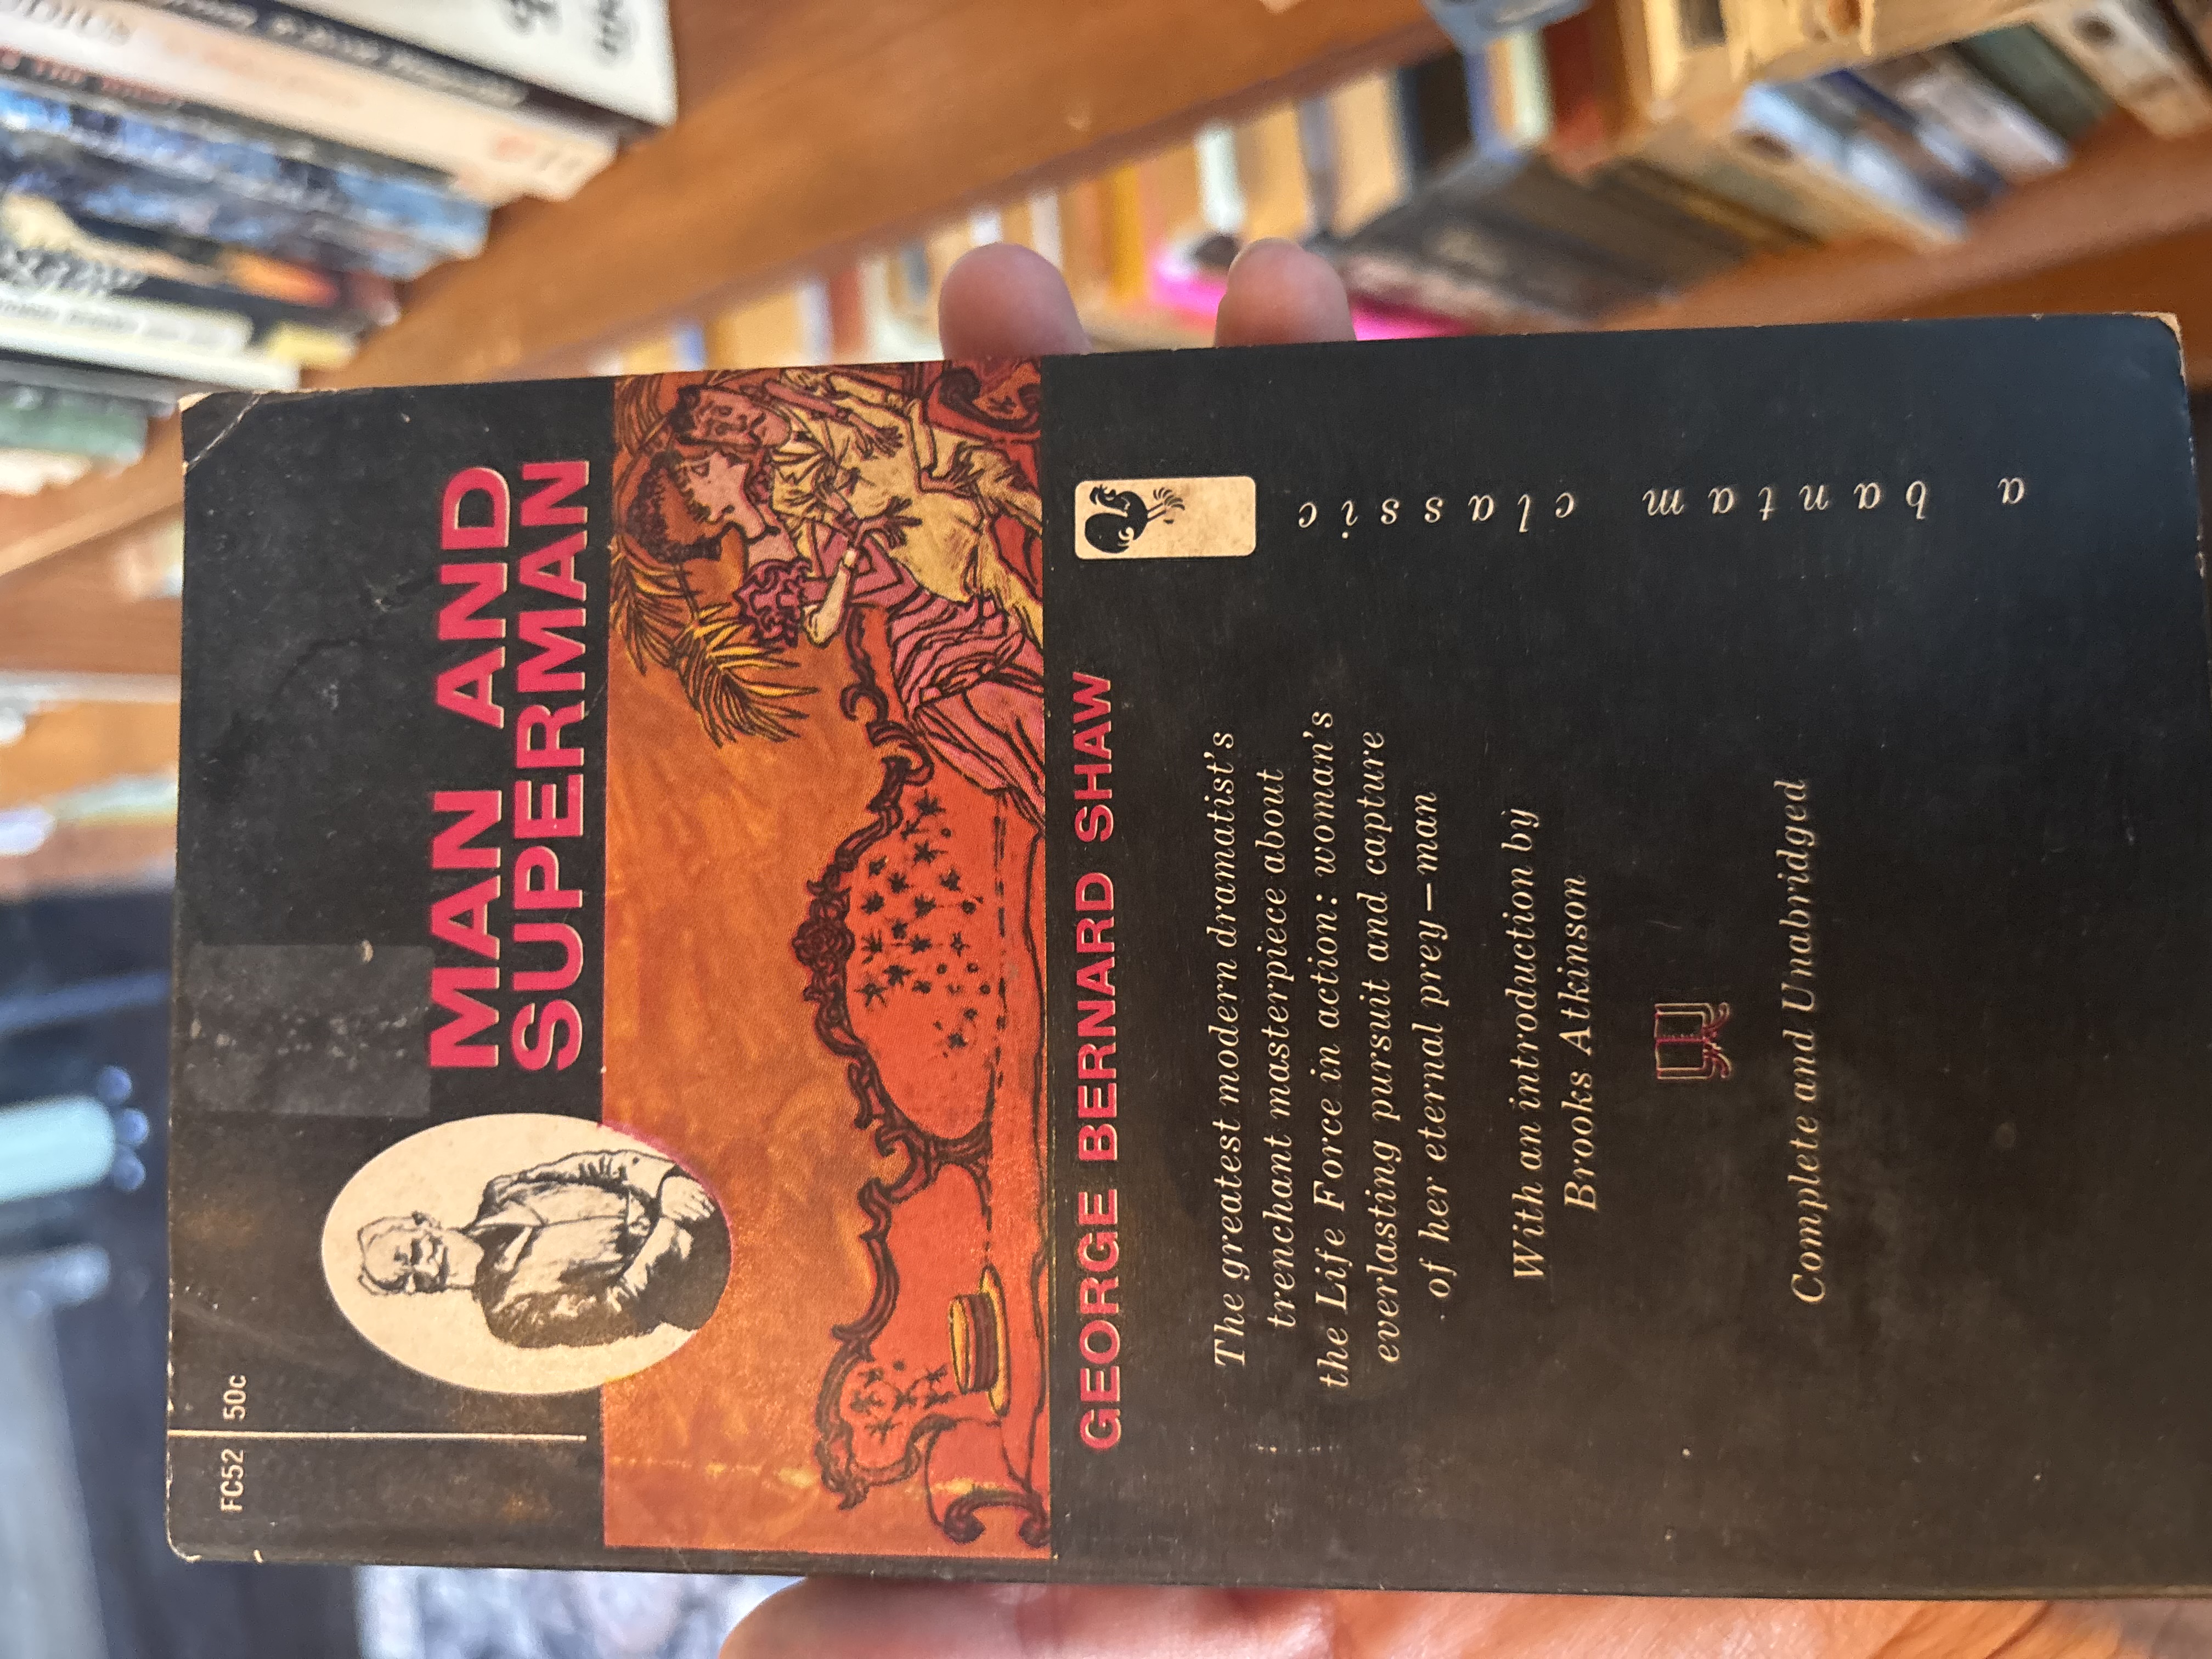 FC52 50c
MAN AND
SUPERMAN
GEORGE BERNARD SHAW
The greatest modern dramatist's
trenchant masterpiece about
the Life Force in action: woman's
everlasting pursuit and capture
of her eternal prey—man
With an introduction by
Brooks Atkinson
Complete and Unabridged
a bantam classic